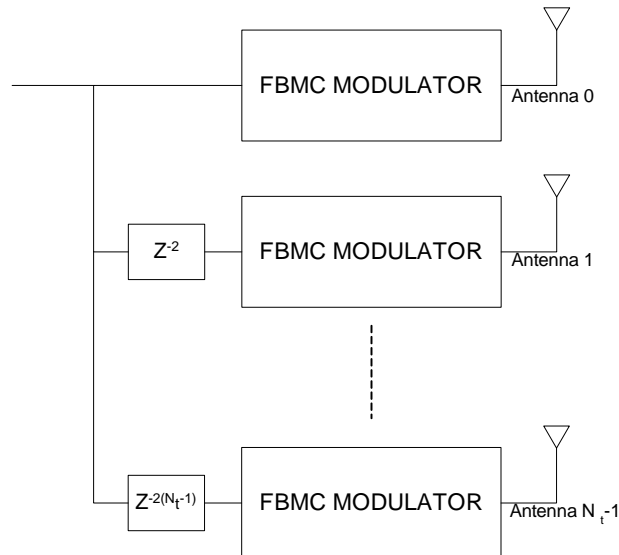 FBMC MODULATOR
Antenna 0
Z⁻²
FBMC MODULATOR
Antenna 1
Z⁻²⁽ᴺₜ⁻¹⁾
FBMC MODULATOR
Antenna Nₜ-1